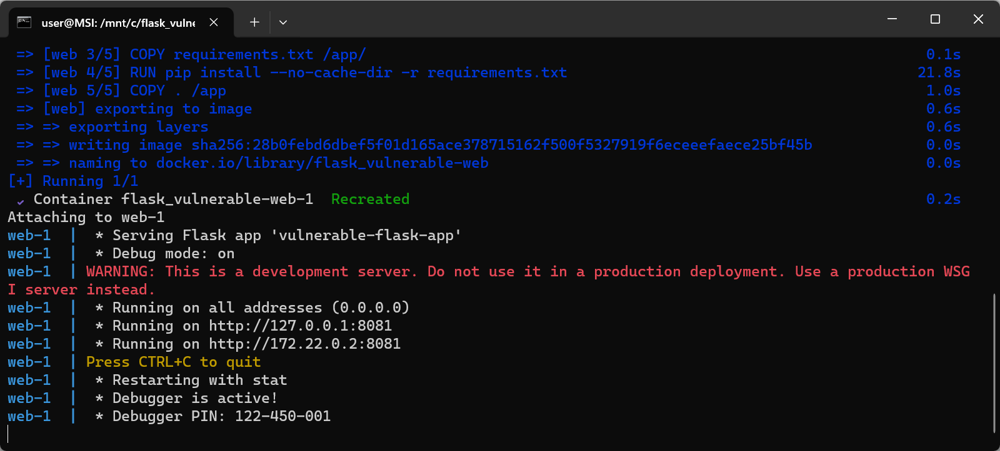 user@MSI: /mnt/c/flask_vulne
=> [web 3/5] COPY requirements.txt /app/ 0.1s
=> [web 4/5] RUN pip install --no-cache-dir -r requirements.txt 21.8s
=> [web 5/5] COPY . /app 1.0s
=> [web] exporting to image 0.6s
=> => exporting layers 0.6s
=> => writing image sha256:28b0febd6dbef5f01d165ace378715162f500f5327919f6eceeefaece25bf45b 0.0s
=> => naming to docker.io/library/flask_vulnerable-web 0.0s
[+] Running 1/1
✔ Container flask_vulnerable-web-1 Recreated 0.2s
Attaching to web-1
web-1 | * Serving Flask app 'vulnerable-flask-app'
web-1 | * Debug mode: on
web-1 | WARNING: This is a development server. Do not use it in a production deployment. Use a production WSG
I server instead.
web-1 | * Running on all addresses (0.0.0.0)
web-1 | * Running on http://127.0.0.1:8081
web-1 | * Running on http://172.22.0.2:8081
web-1 | Press CTRL+C to quit
web-1 | * Restarting with stat
web-1 | * Debugger is active!
web-1 | * Debugger PIN: 122-450-001